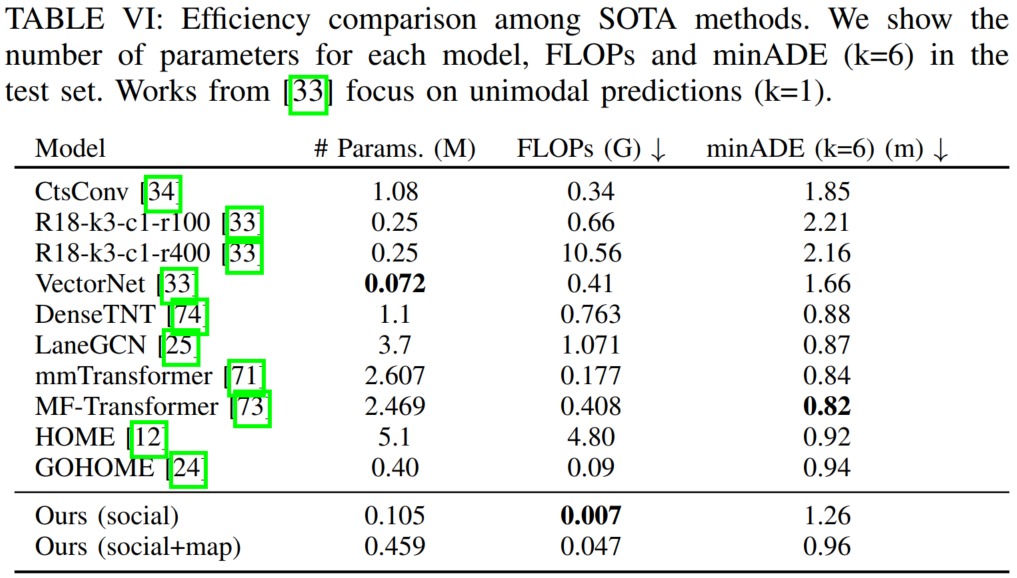 TABLE VI: Efficiency comparison among SOTA methods. We show the
number of parameters for each model, FLOPs and minADE (k=6) in the
test set. Works from [33] focus on unimodal predictions (k=1).
Model # Params. (M) FLOPs (G) ↓ minADE (k=6) (m) ↓
CtsConv [34] 1.08 0.34 1.85
R18-k3-c1-r100 [33] 0.25 0.66 2.21
R18-k3-c1-r400 [33] 0.25 10.56 2.16
VectorNet [33] 0.072 0.41 1.66
DenseTNT [74] 1.1 0.763 0.88
LaneGCN [25] 3.7 1.071 0.87
mmTransformer [71] 2.607 0.177 0.84
MF-Transformer [73] 2.469 0.408 0.82
HOME [12] 5.1 4.80 0.92
GOHOME [24] 0.40 0.09 0.94
Ours (social) 0.105 0.007 1.26
Ours (social+map) 0.459 0.047 0.96